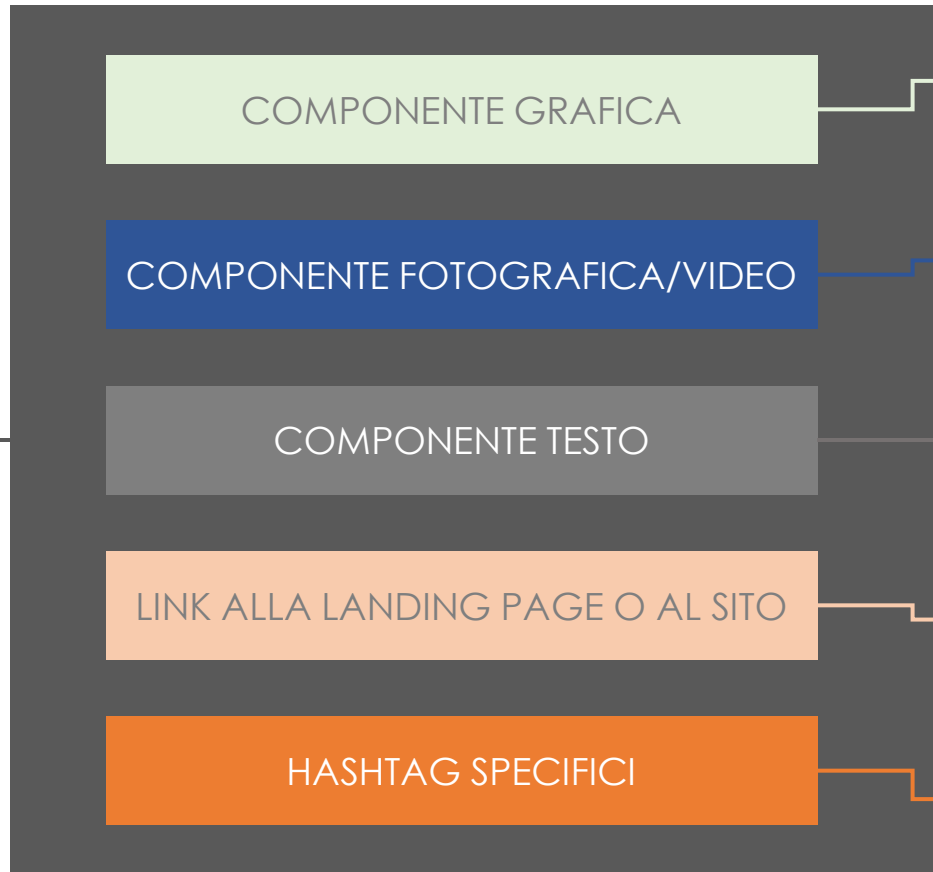 COMPONENTE GRAFICA
COMPONENTE FOTOGRAFICA/VIDEO
COMPONENTE TESTO
LINK ALLA LANDING PAGE O AL SITO
HASHTAG SPECIFICI